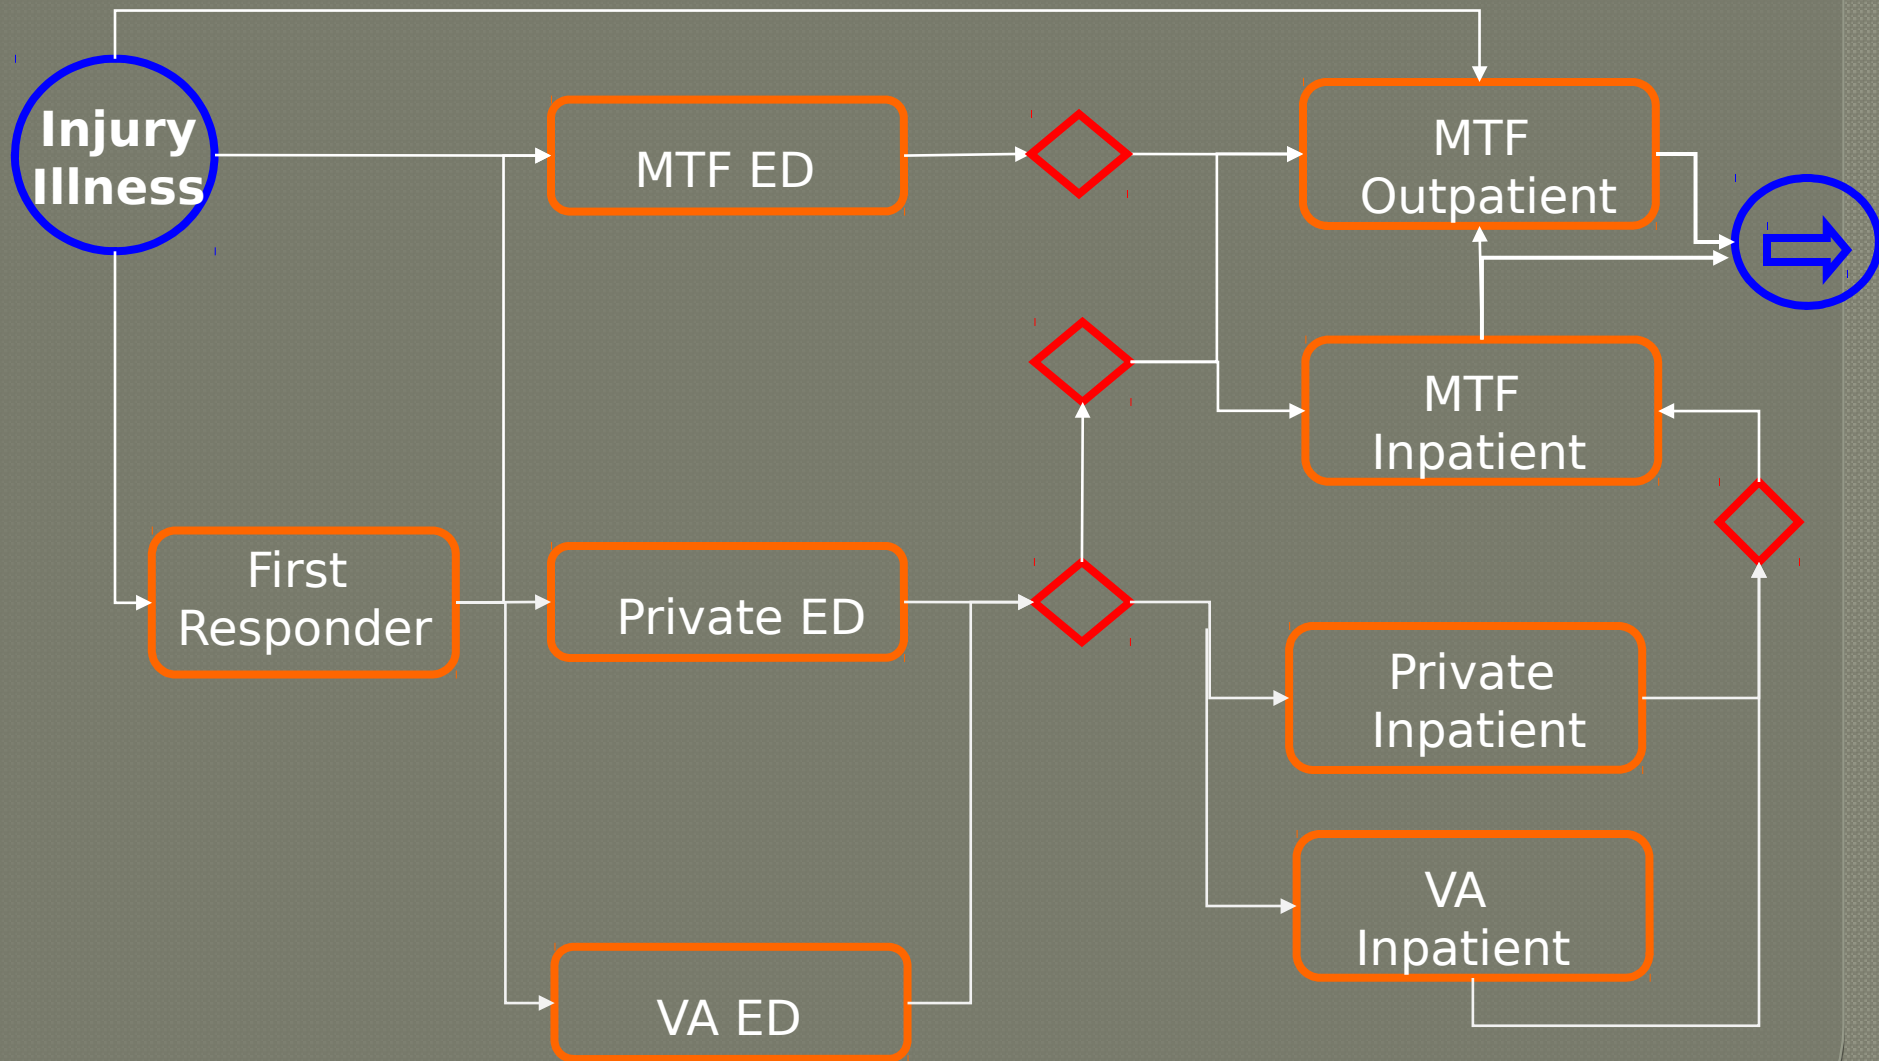 Injury
Illness
MTF ED
MTF
Outpatient
MTF
Inpatient
First
Responder
Private ED
Private
Inpatient
VA
Inpatient
VA ED